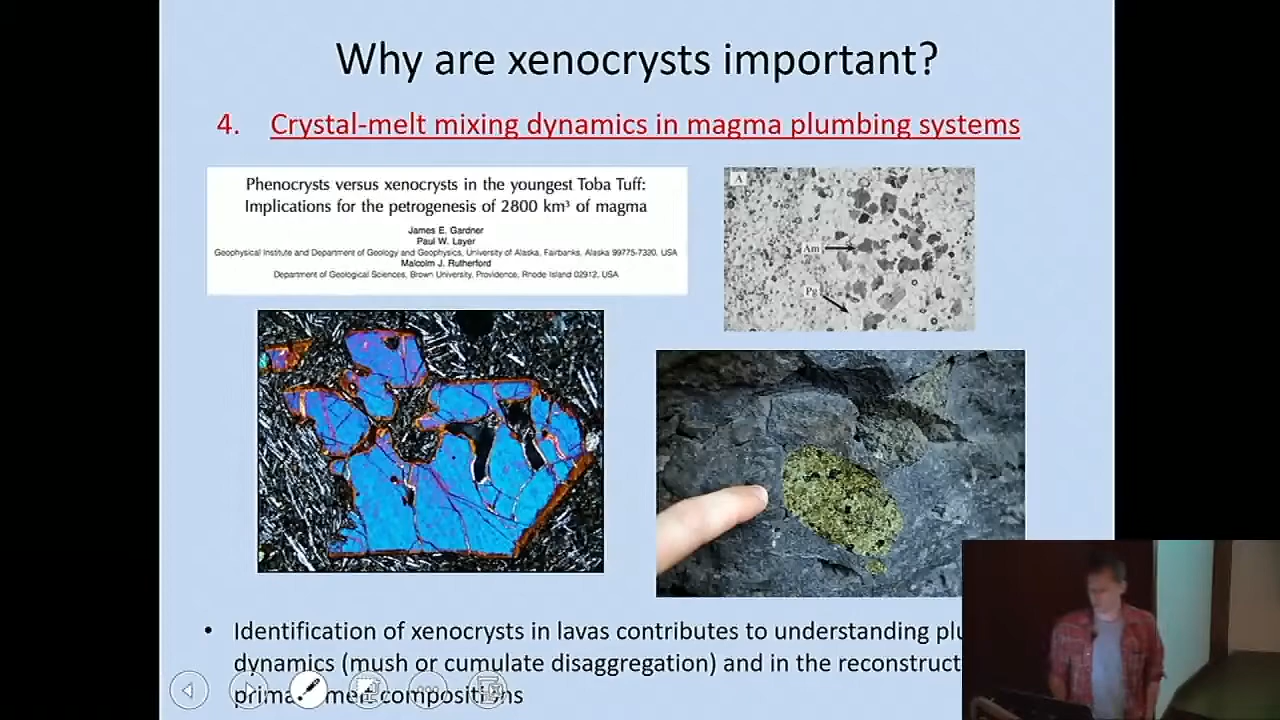 Why are xenocrysts important?
4. Crystal-melt mixing dynamics in magma plumbing systems
Phenocrysts versus xenocrysts in the youngest Toba Tuff:
Implications for the petrogenesis of 2800 km³ of magma
James E. Gardner
Paul W. Layer
Geophysical Institute and Department of Geology and Geophysics, University of Alaska, Fairbanks, Alaska 99775-7320, USA
Malcolm J. Rutherford
Department of Geological Sciences, Brown University, Providence, Rhode Island 02912, USA
A
Am
Pg
• Identification of xenocrysts in lavas contributes to understanding
dynamics (mush or cumulate disaggregation) and in the
compositions